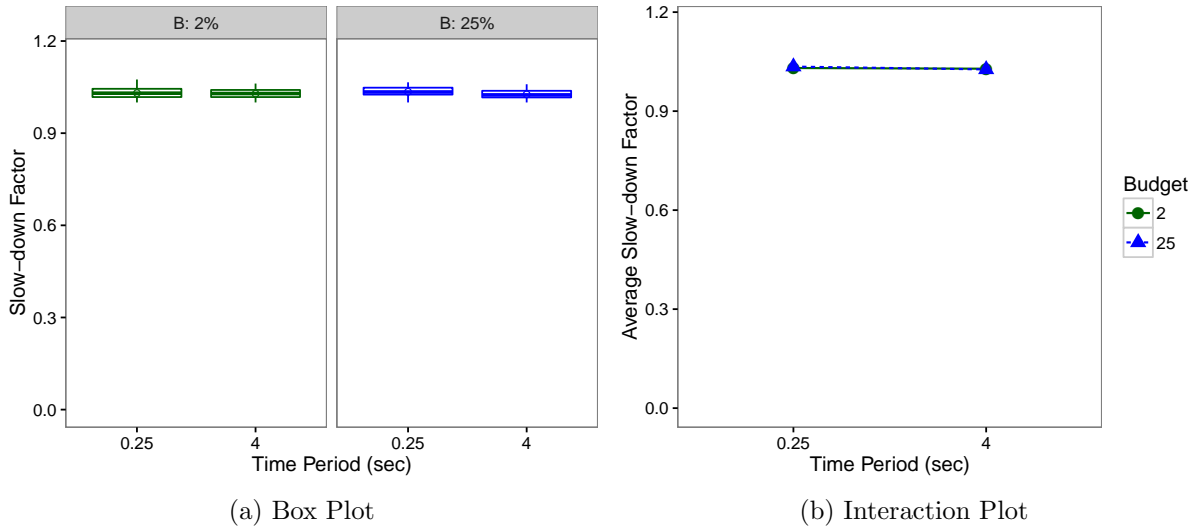 B: 2%
B: 25%
Slow−down Factor
1.2
0.9
0.6
0.3
0.0
0.25
4
0.25
4
Time Period (sec)
(a) Box Plot
Average Slow−down Factor
1.2
0.9
0.6
0.3
0.0
0.25
4
Time Period (sec)
Budget
2
25
(b) Interaction Plot